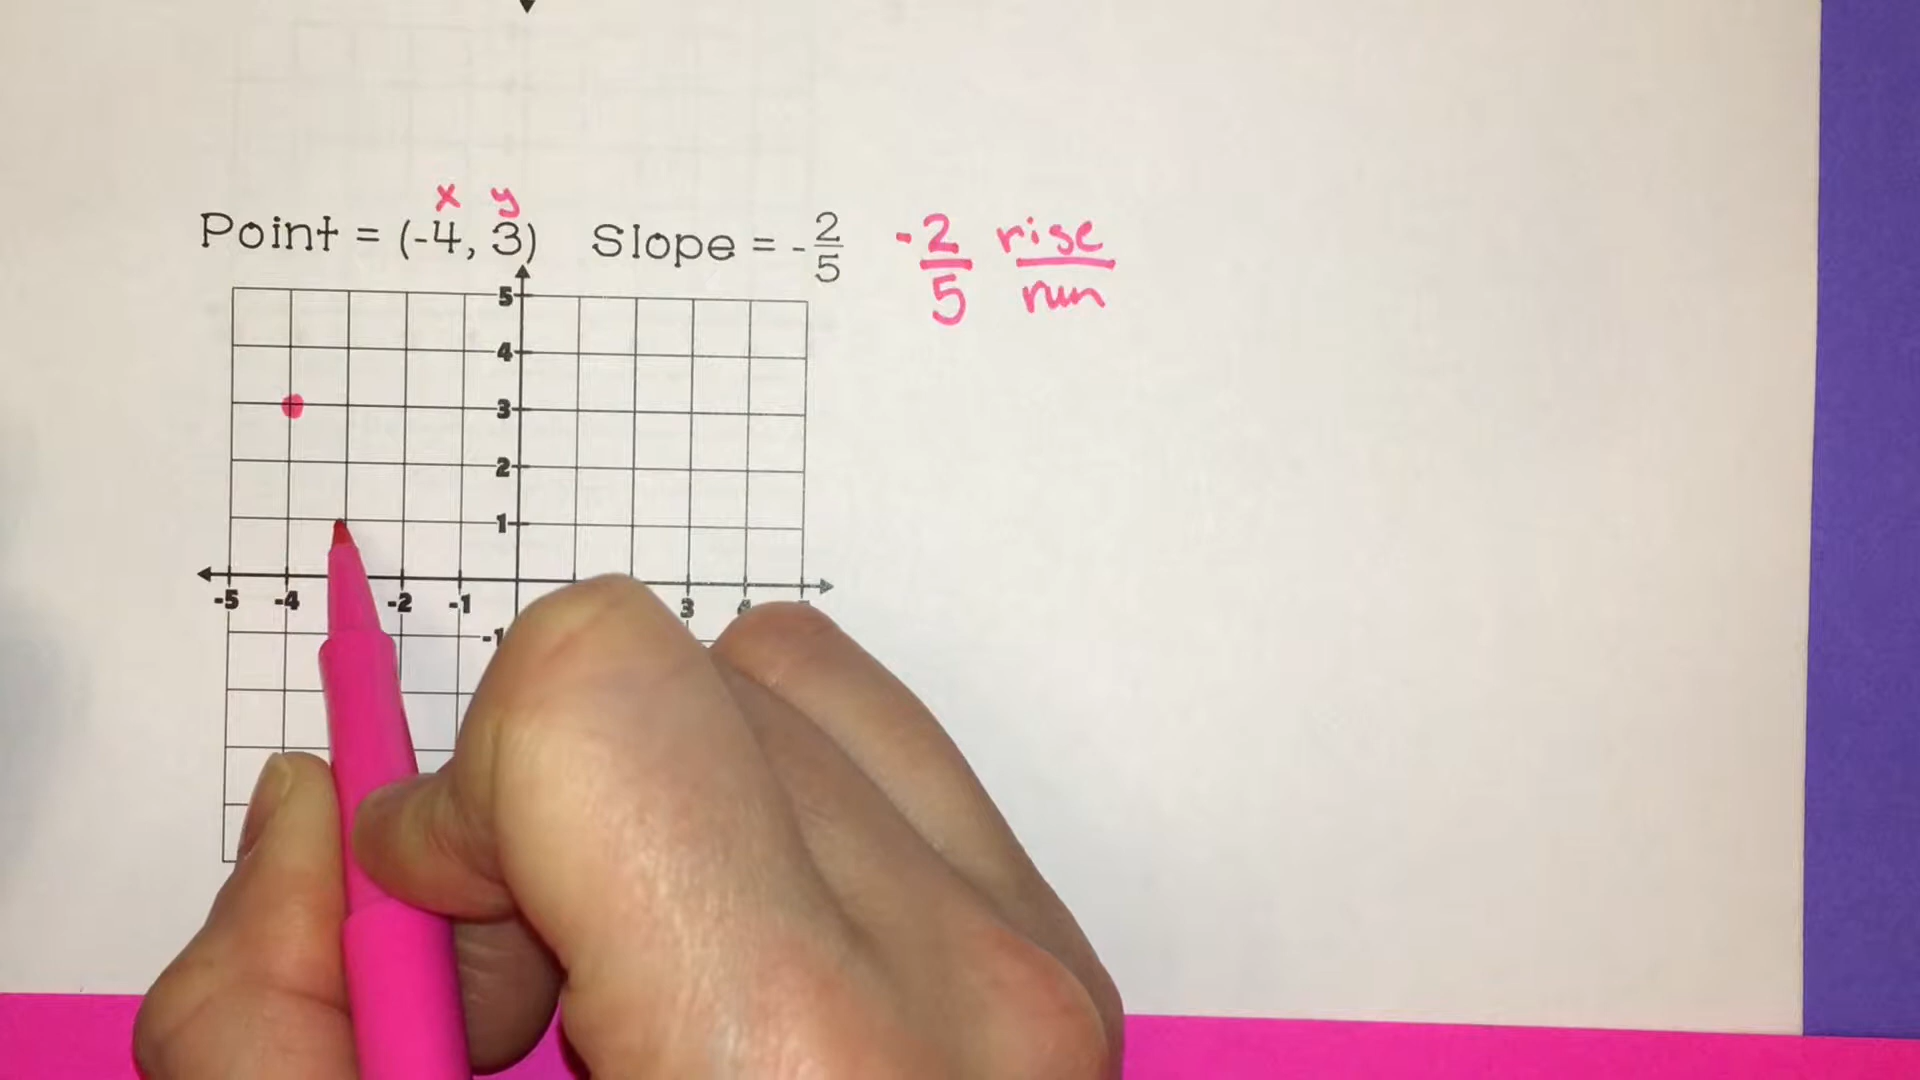 x y
Point = (-4, 3) Slope = -2/5 -2/5 rise/run
5
4
3
2
1
-5 -4 -2 -1 3
-1